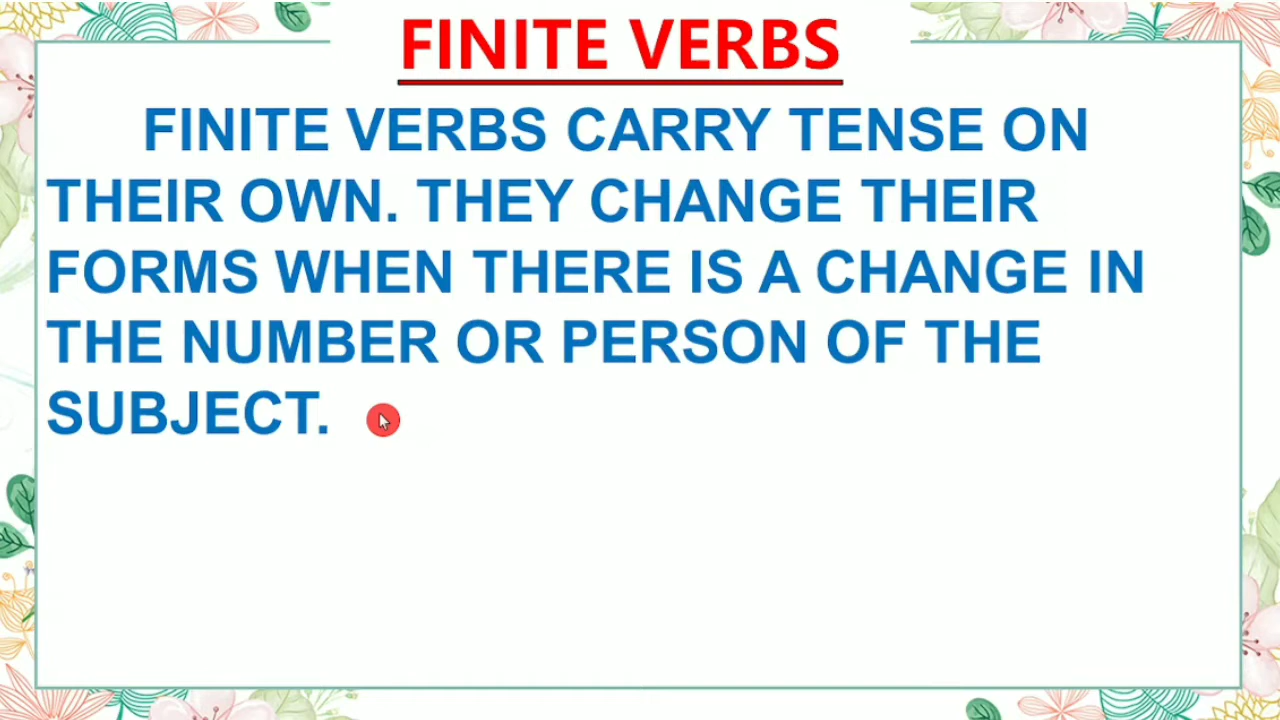 FINITE VERBS
FINITE VERBS CARRY TENSE ON
THEIR OWN. THEY CHANGE THEIR
FORMS WHEN THERE IS A CHANGE IN
THE NUMBER OR PERSON OF THE
SUBJECT.